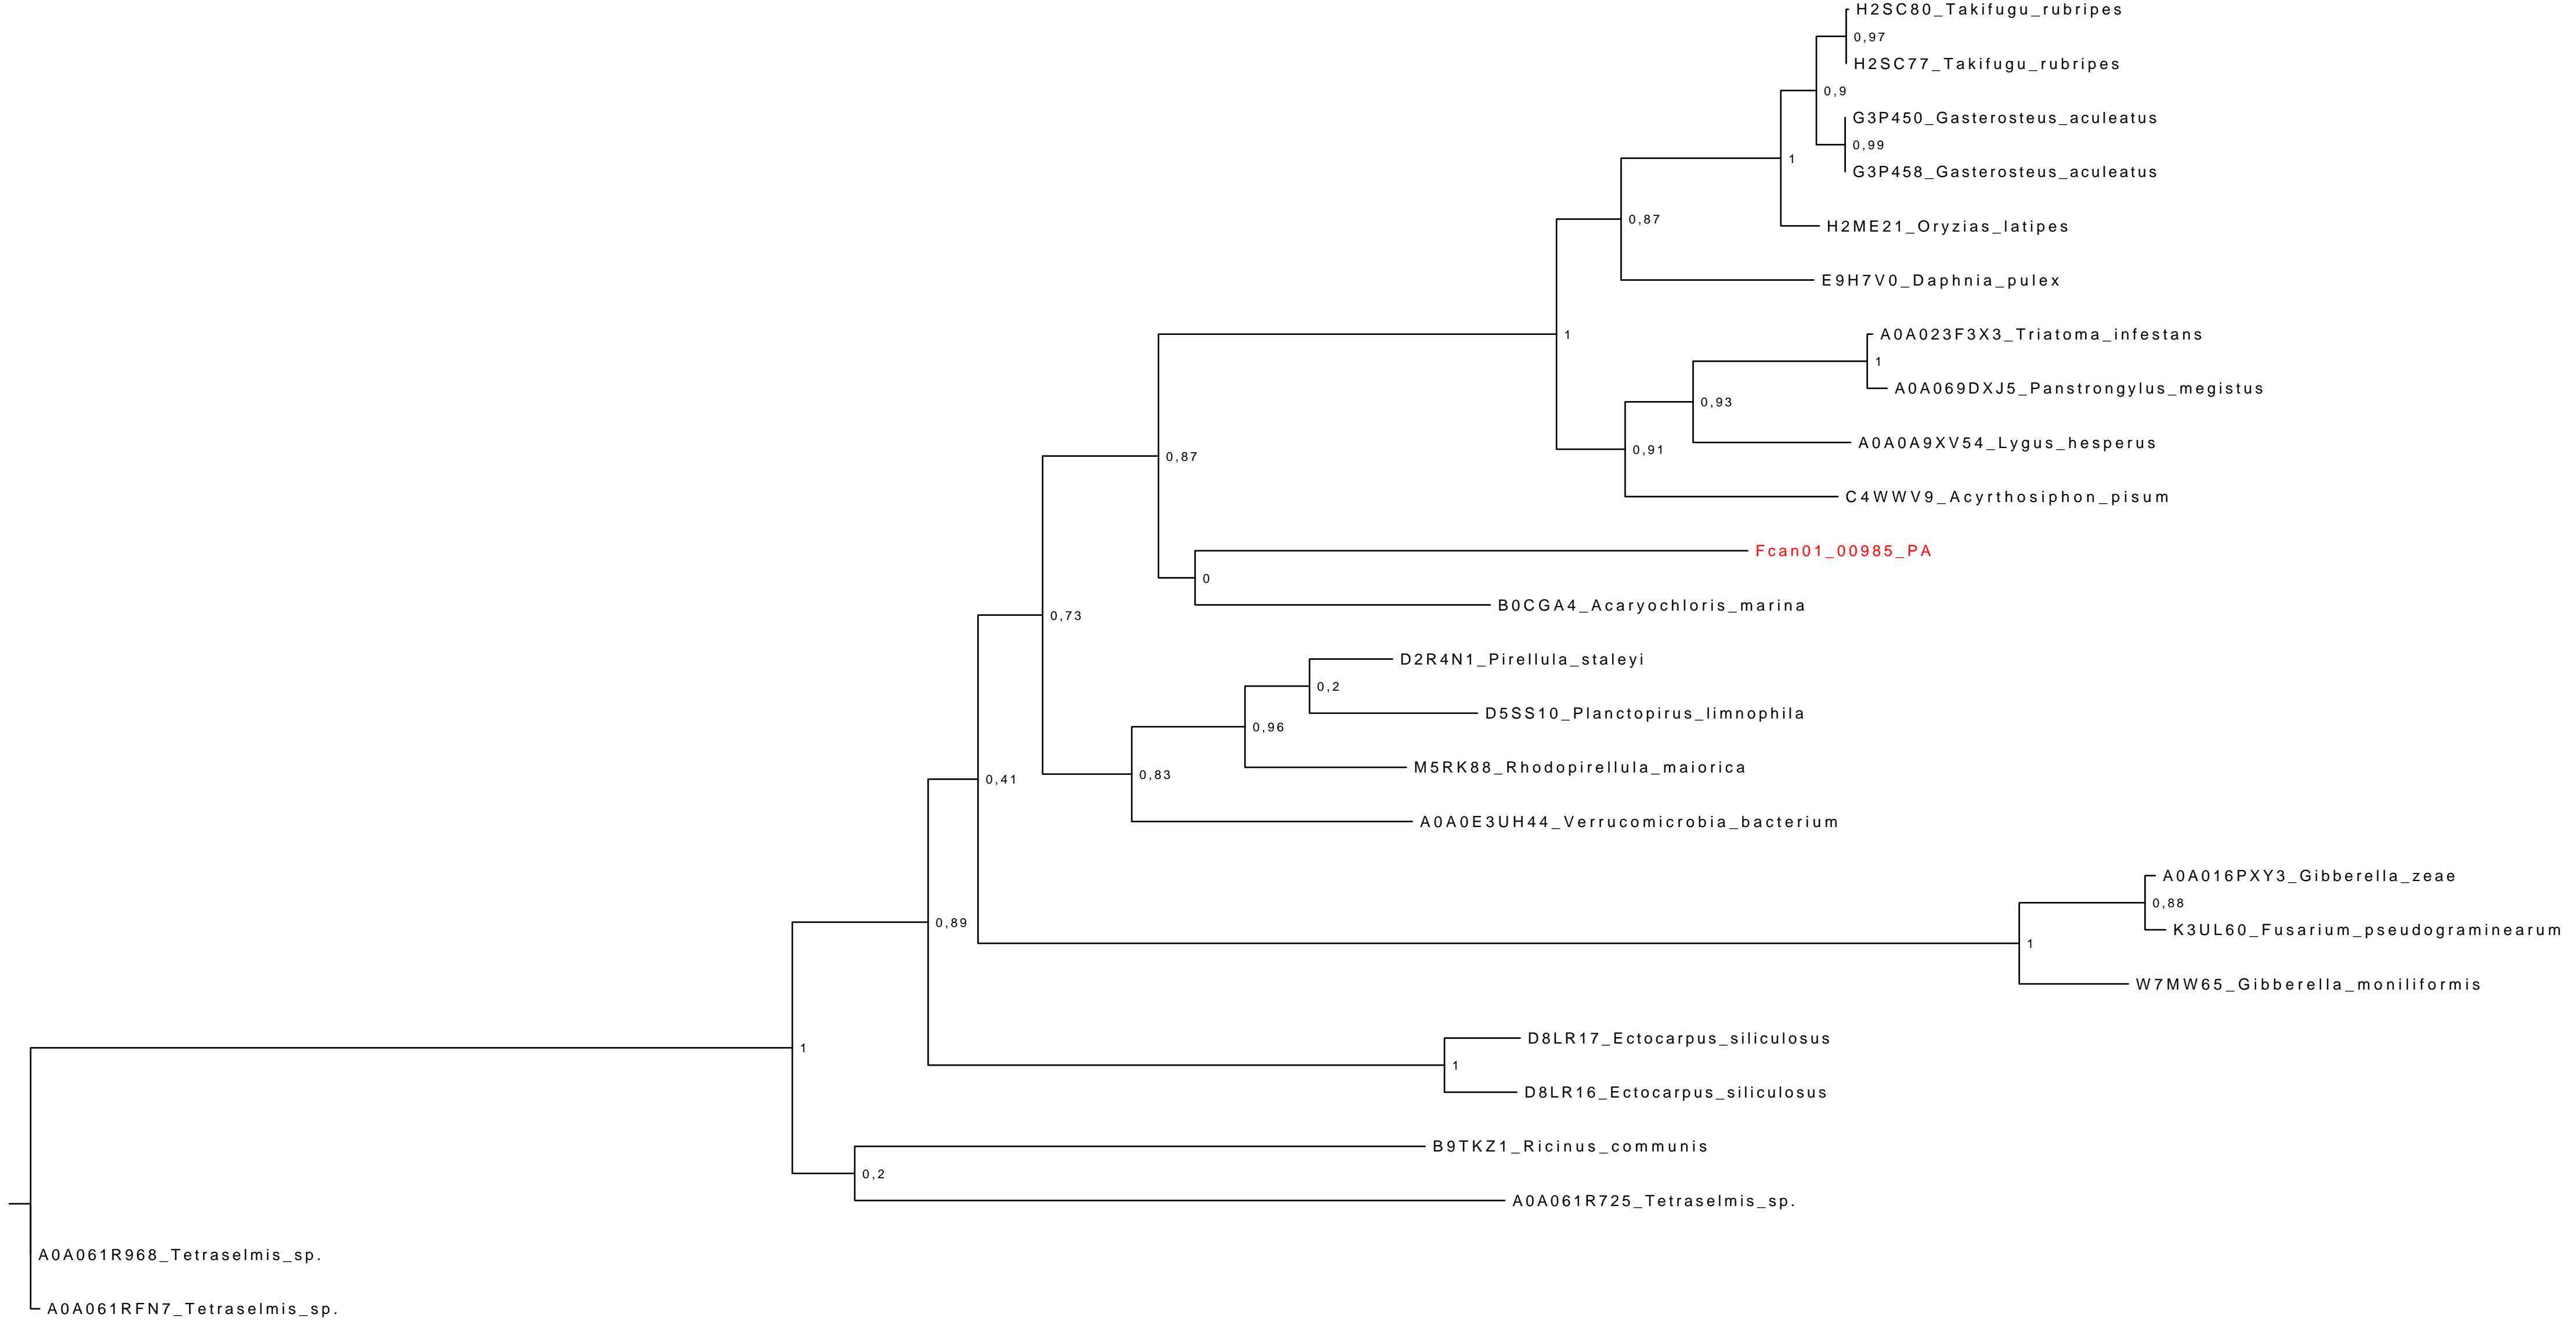 H2SC80_Takifugu_rubripes
0,97
H2SC77_Takifugu_rubripes
0,9
G3P450_Gasterosteus_aculeatus
0,99
G3P458_Gasterosteus_aculeatus
1
H2ME21_Oryzias_latipes
0,87
E9H7V0_Daphnia_pulex
1
A0A023F3X3_Triatoma_infestans
1
A0A069DXJ5_Panstrongylus_megistus
0,93
A0A0A9XV54_Lygus_hesperus
0,91
C4WWV9_Acyrthosiphon_pisum
0,87
Fcan01_00985_PA
0
B0CGA4_Acaryochloris_marina
0,73
D2R4N1_Pirellula_staleyi
0,2
D5SS10_Planctopirus_limnophila
0,96
M5RK88_Rhodopirellula_maiorica
0,83
0,41
A0A0E3UH44_Verrucomicrobia_bacterium
A0A016PXY3_Gibberella_zeae
0,88
0,89
K3UL60_Fusarium_pseudograminearum
1
W7MW65_Gibberella_moniliformis
D8LR17_Ectocarpus_siliculosus
1
1
D8LR16_Ectocarpus_siliculosus
B9TKZ1_Ricinus_communis
0,2
A0A061R725_Tetraselmis_sp.
A0A061R968_Tetraselmis_sp.
A0A061RFN7_Tetraselmis_sp.